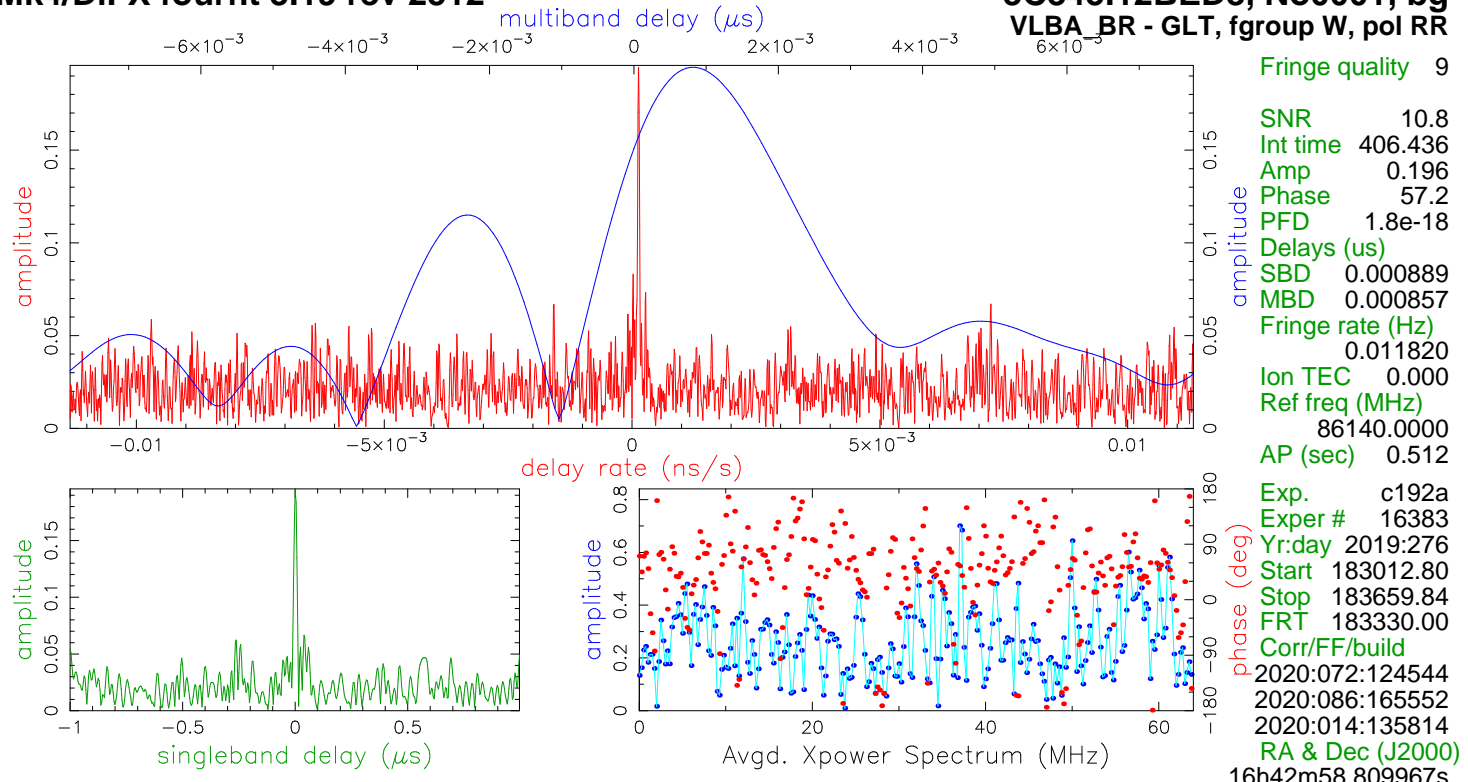 multiband delay (μs)
VLBA_BR - GLT, fgroup W, pol RR
−6×10⁻³ −4×10⁻³ −2×10⁻³ 0 2×10⁻³ 4×10⁻³ 6×10⁻³
Fringe quality 9
SNR 10.8
Int time 406.436
Amp 0.196
Phase 57.2
PFD 1.8e-18
Delays (us)
SBD 0.000889
MBD 0.000857
Fringe rate (Hz)
0.011820
Ion TEC 0.000
Ref freq (MHz)
86140.0000
AP (sec) 0.512
Exp. c192a
Exper # 16383
Yr:day 2019:276
Start 183012.80
Stop 183659.84
FRT 183330.00
Corr/FF/build
2020:072:124544
2020:086:165552
2020:014:135814
RA & Dec (J2000)
16h42m58.809967s
amplitude
0 0.05 0.1 0.15
amplitude
0 0.05 0.1 0.15
−0.01 −5×10⁻³ 0 5×10⁻³ 0.01
delay rate (ns/s)
amplitude
0 0.05 0.1 0.15
−1 −0.5 0 0.5
singleband delay (μs)
amplitude
0 0.2 0.4 0.6 0.8
phase (deg)
−180 −90 0 90 180
0 20 40 60
Avgd. Xpower Spectrum (MHz)